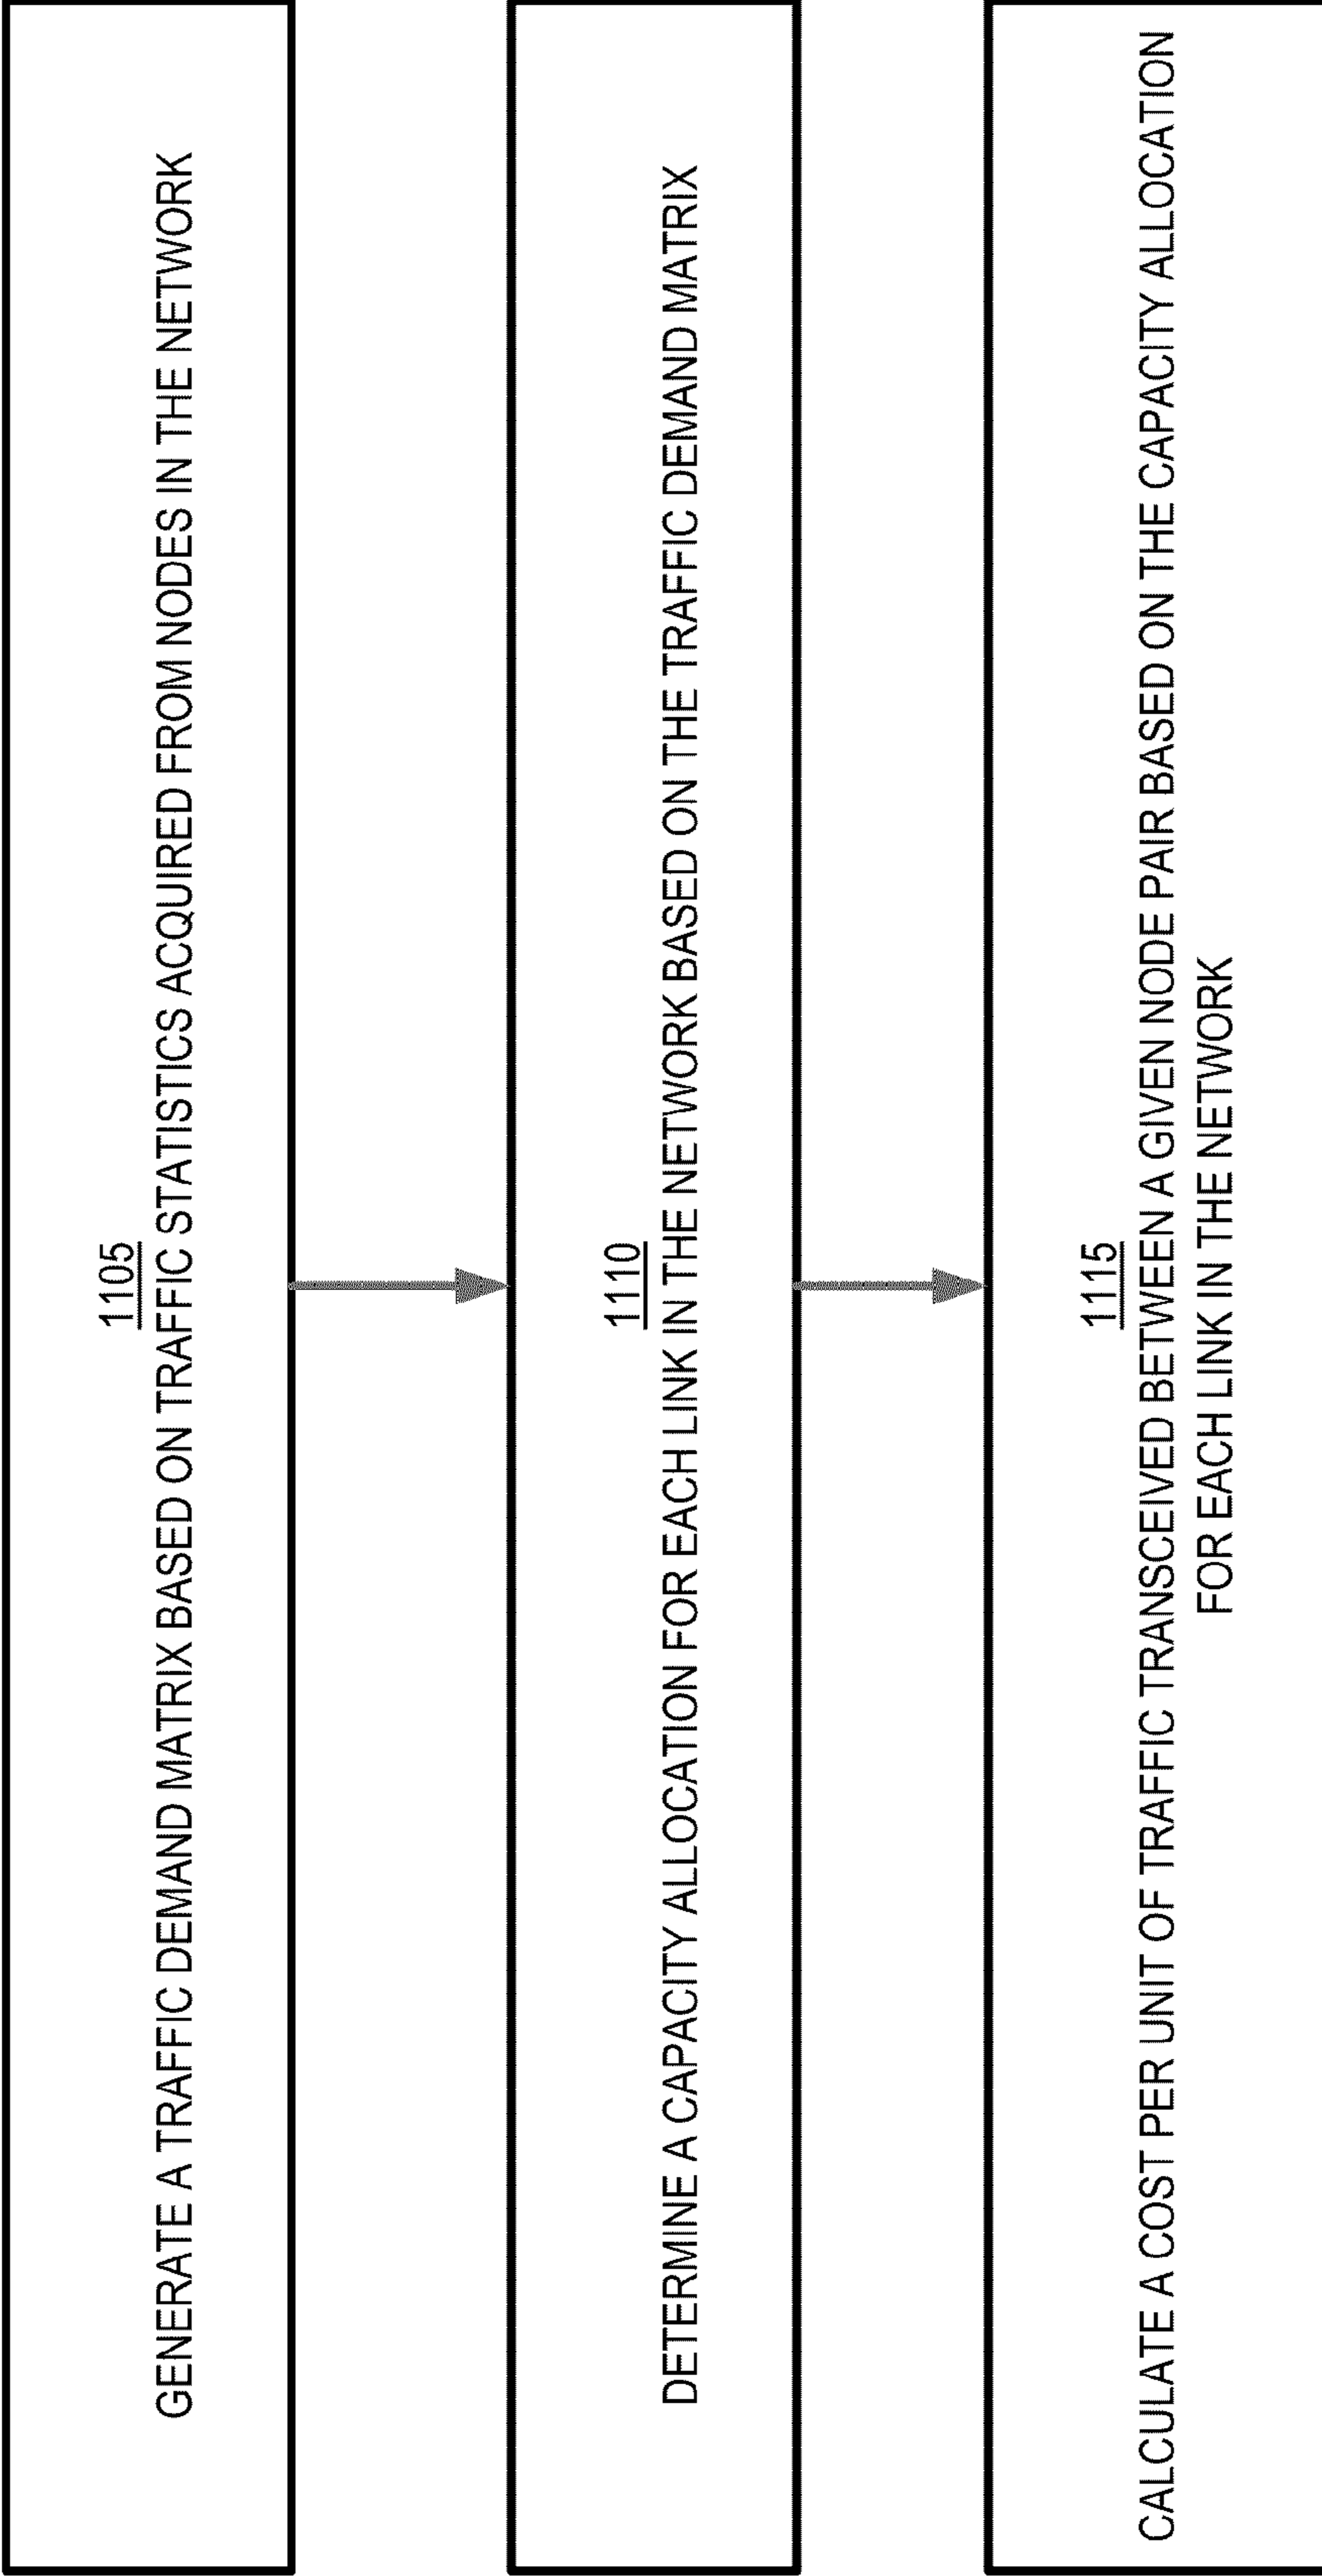 1105
GENERATE A TRAFFIC DEMAND MATRIX BASED ON TRAFFIC STATISTICS ACQUIRED FROM NODES IN THE NETWORK
1110
DETERMINE A CAPACITY ALLOCATION FOR EACH LINK IN THE NETWORK BASED ON THE TRAFFIC DEMAND MATRIX
1115
CALCULATE A COST PER UNIT OF TRAFFIC TRANSCEIVED BETWEEN A GIVEN NODE PAIR BASED ON THE CAPACITY ALLOCATION
FOR EACH LINK IN THE NETWORK